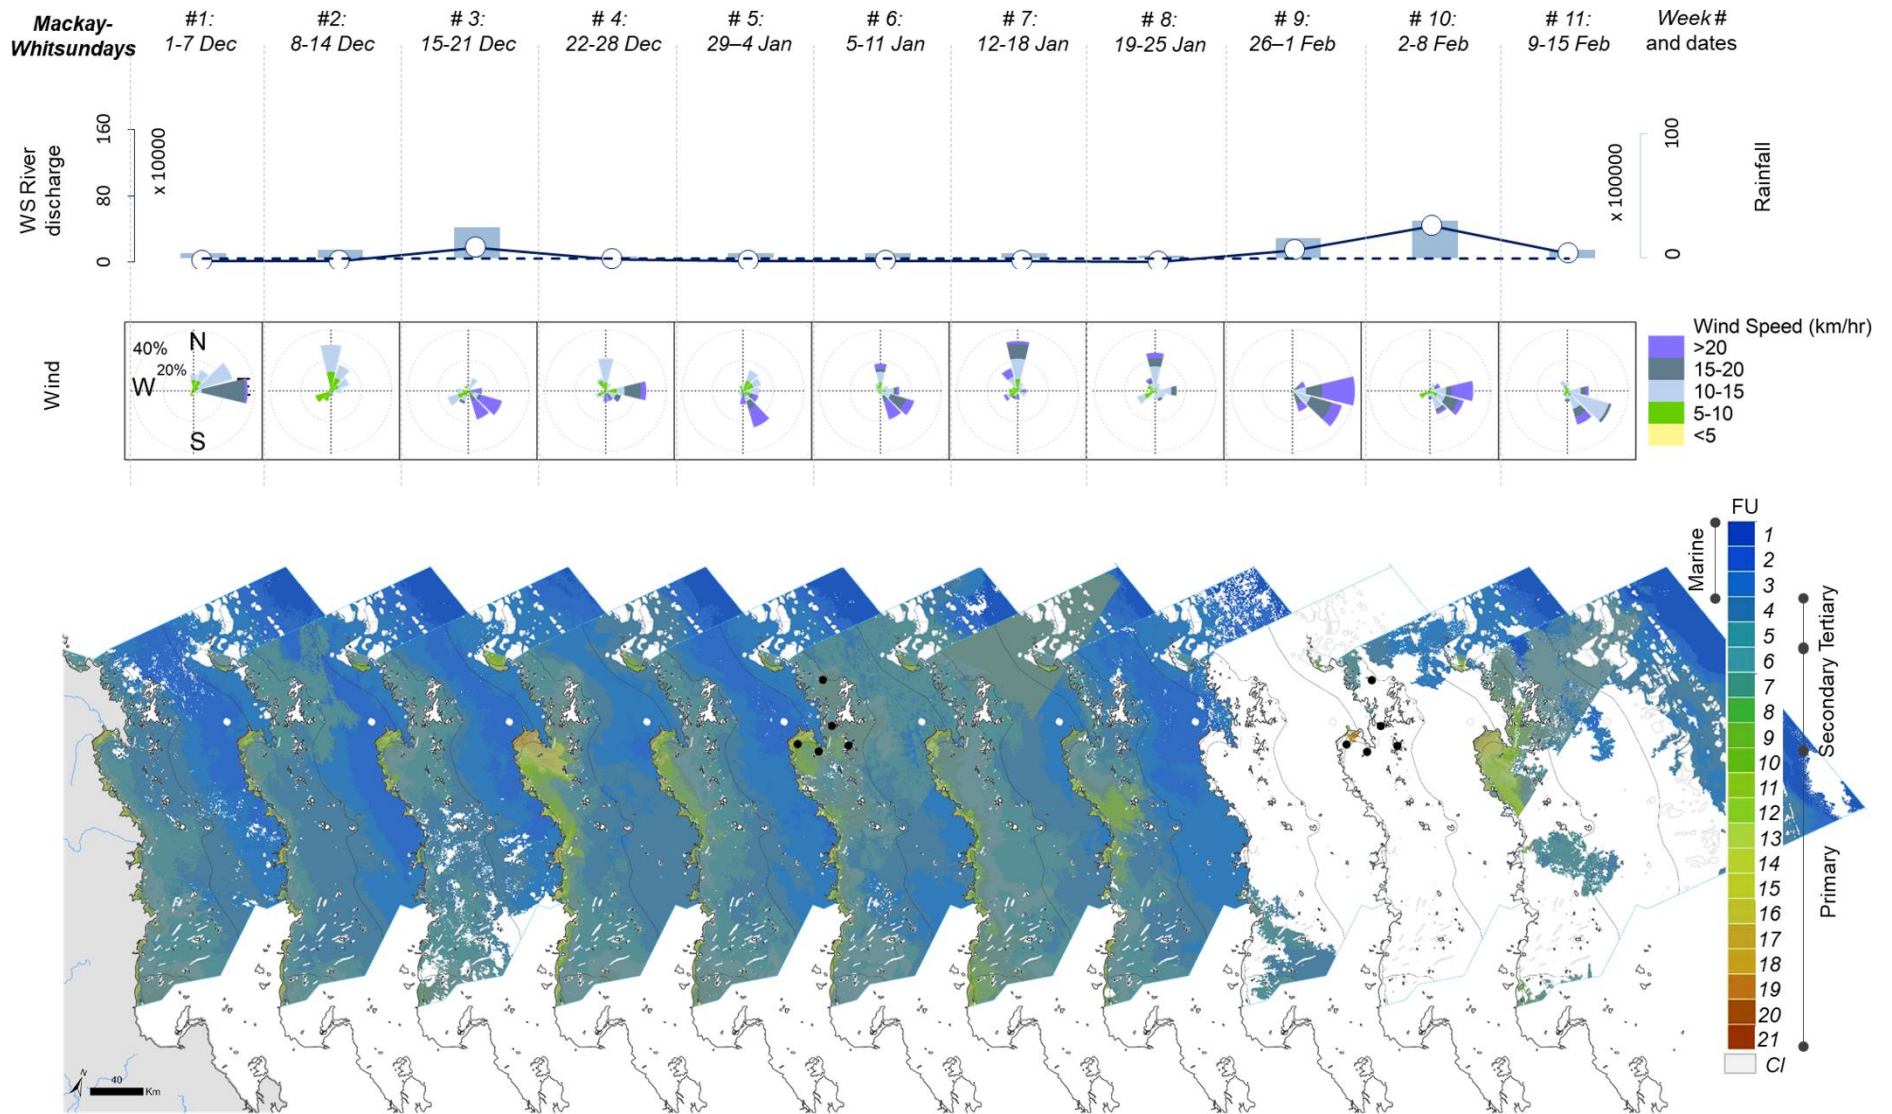 Mackay-
Whitsundays
#1:
1-7 Dec
#2:
8-14 Dec
# 3:
15-21 Dec
# 4:
22-28 Dec
# 5:
29–4 Jan
# 6:
5-11 Jan
#7:
12-18 Jan
# 8:
19-25 Jan
# 9:
26–1 Feb
# 10:
2-8 Feb
# 11:
9-15 Feb
Week #
and dates
WS River
discharge
160
80
0
x 10000
x 100000
100
0
Rainfall
Wind
N
40%
20%
W
S
Wind Speed (km/hr)
>20
15-20
10-15
5-10
<5
FU
1
2
3
4
5
6
7
8
9
10
11
12
13
14
15
16
17
18
19
20
21
Cl
Marine
Tertiary
Secondary
Primary
N
40
Km